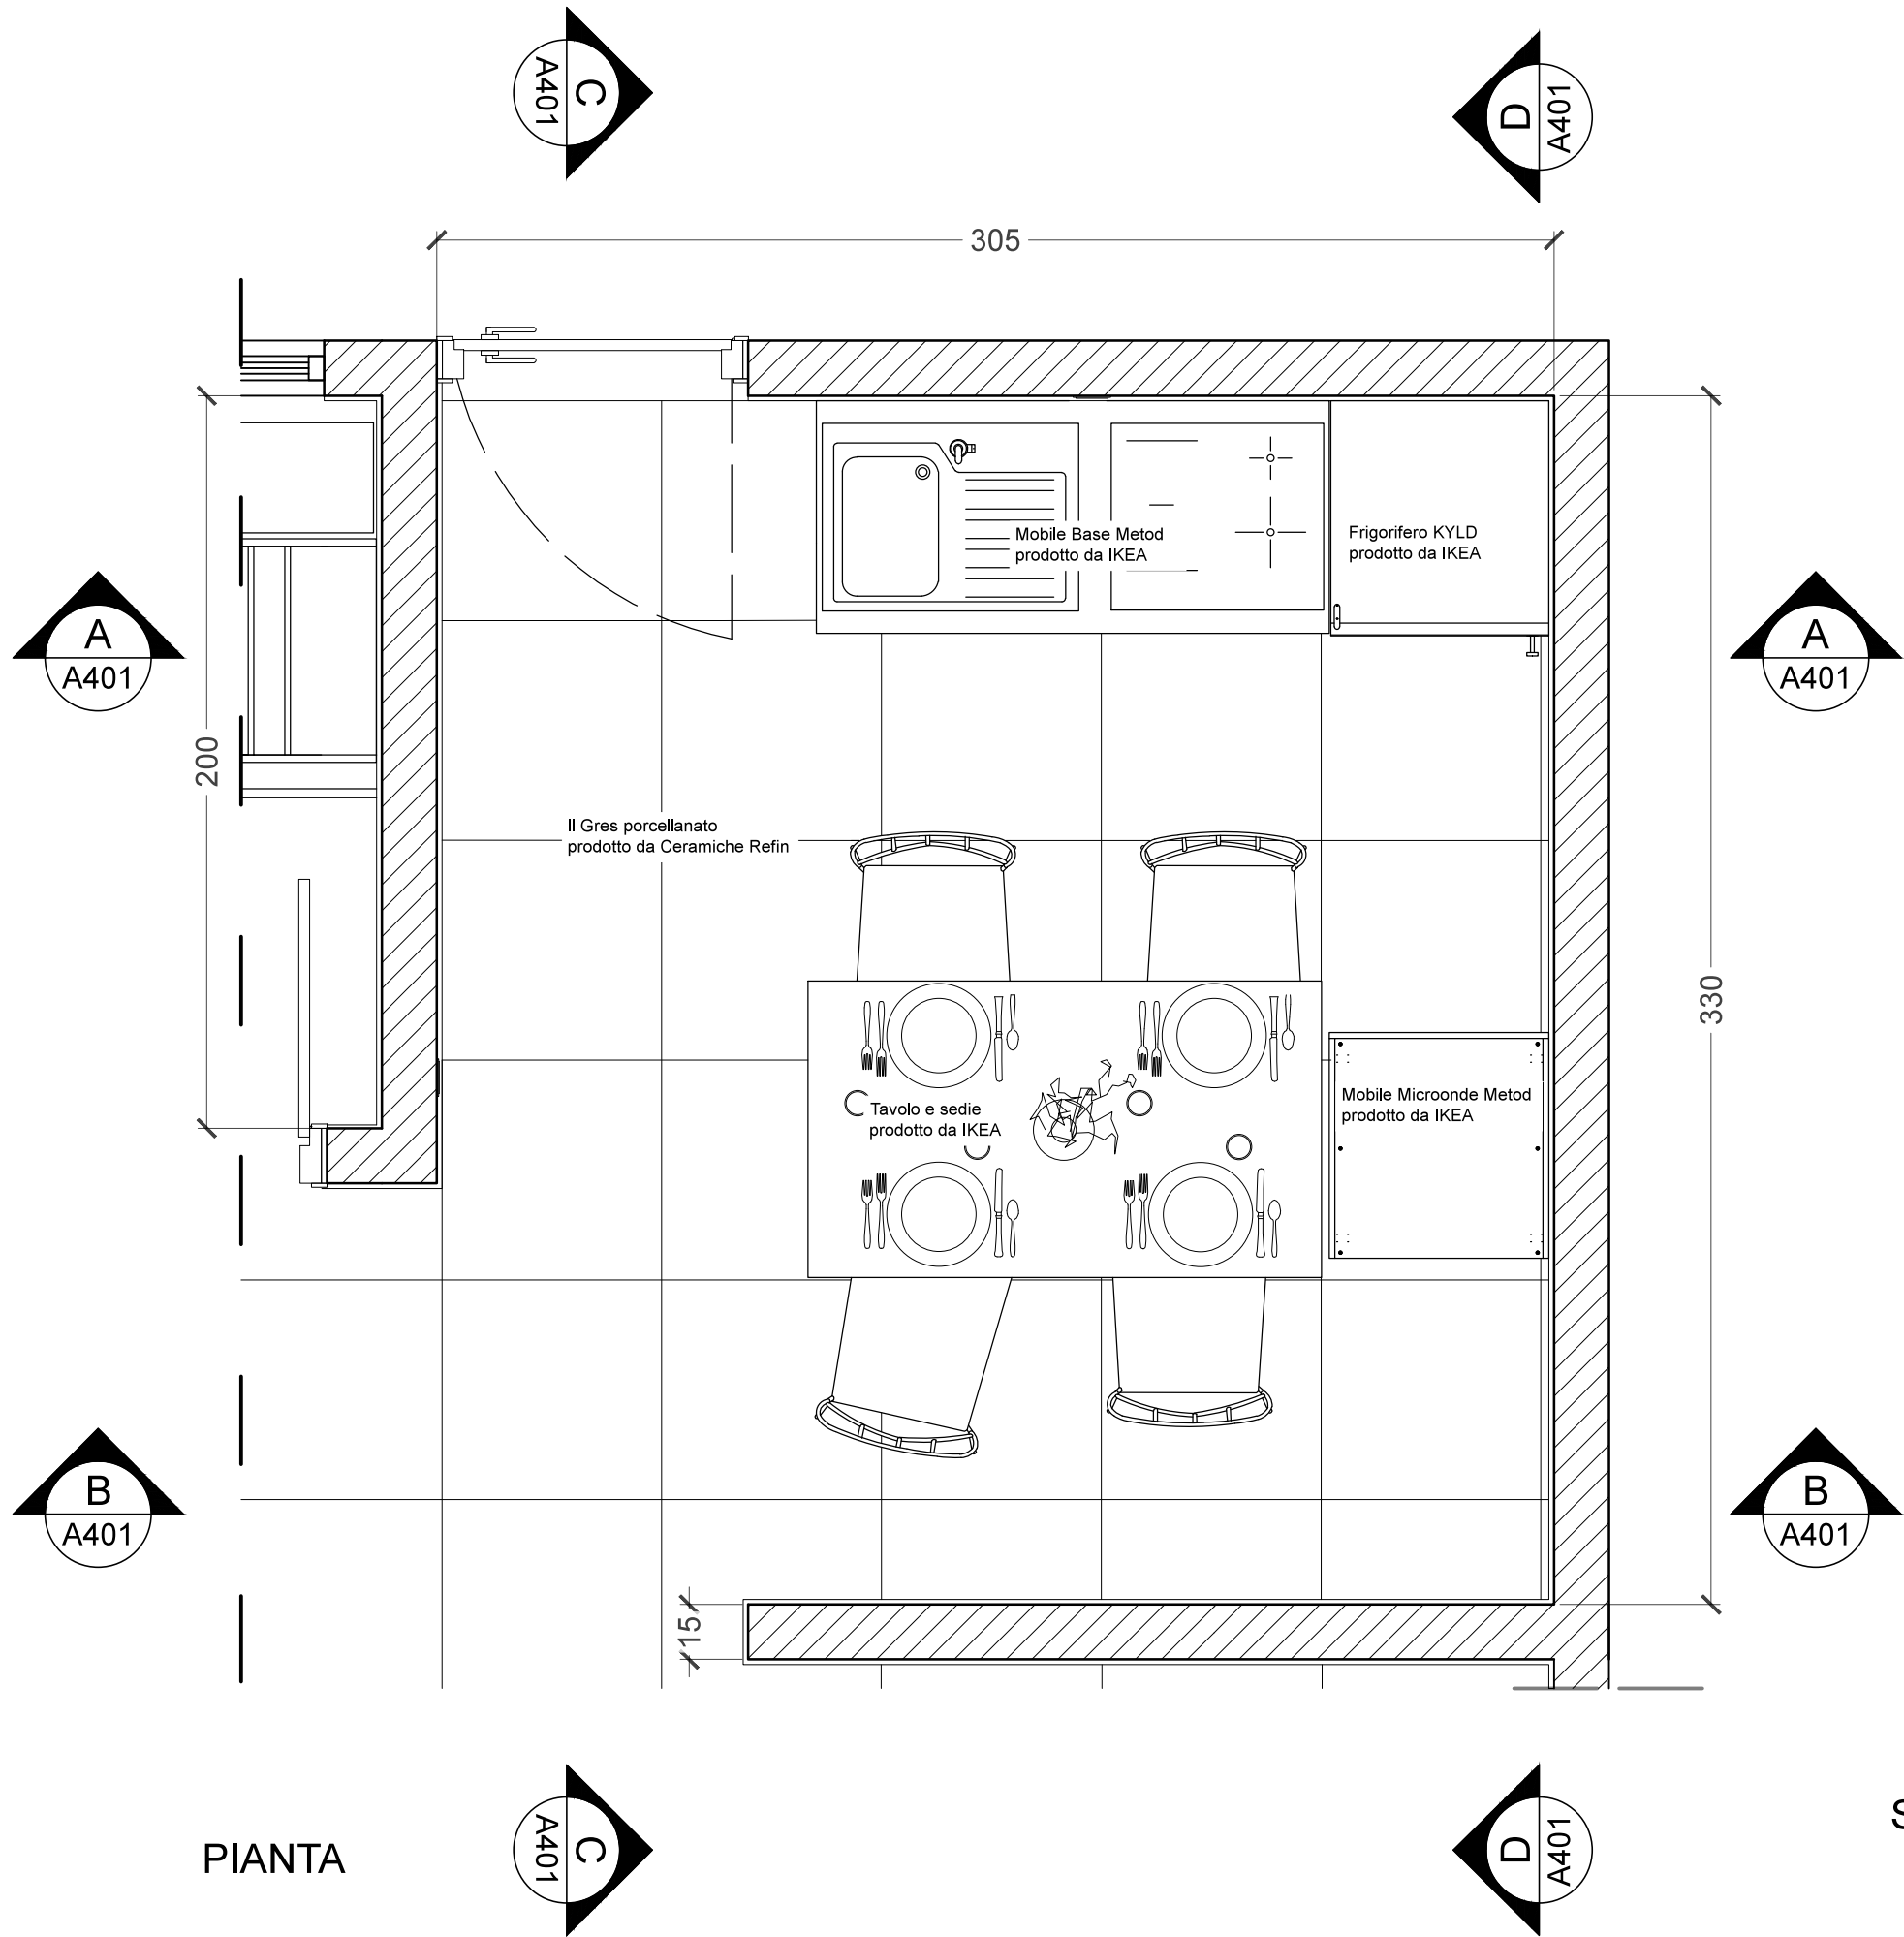 C
A401
D
A401
305
Mobile Base Metod
prodotto da IKEA
Frigorifero KYLD
prodotto da IKEA
A
A401
A
A401
200
Il Gres porcellanato
prodotto da Ceramiche Refin
330
Mobile Microonde Metod
prodotto da IKEA
Tavolo e sedie
prodotto da IKEA
B
A401
B
A401
15
S
PIANTA
C
A401
D
A401